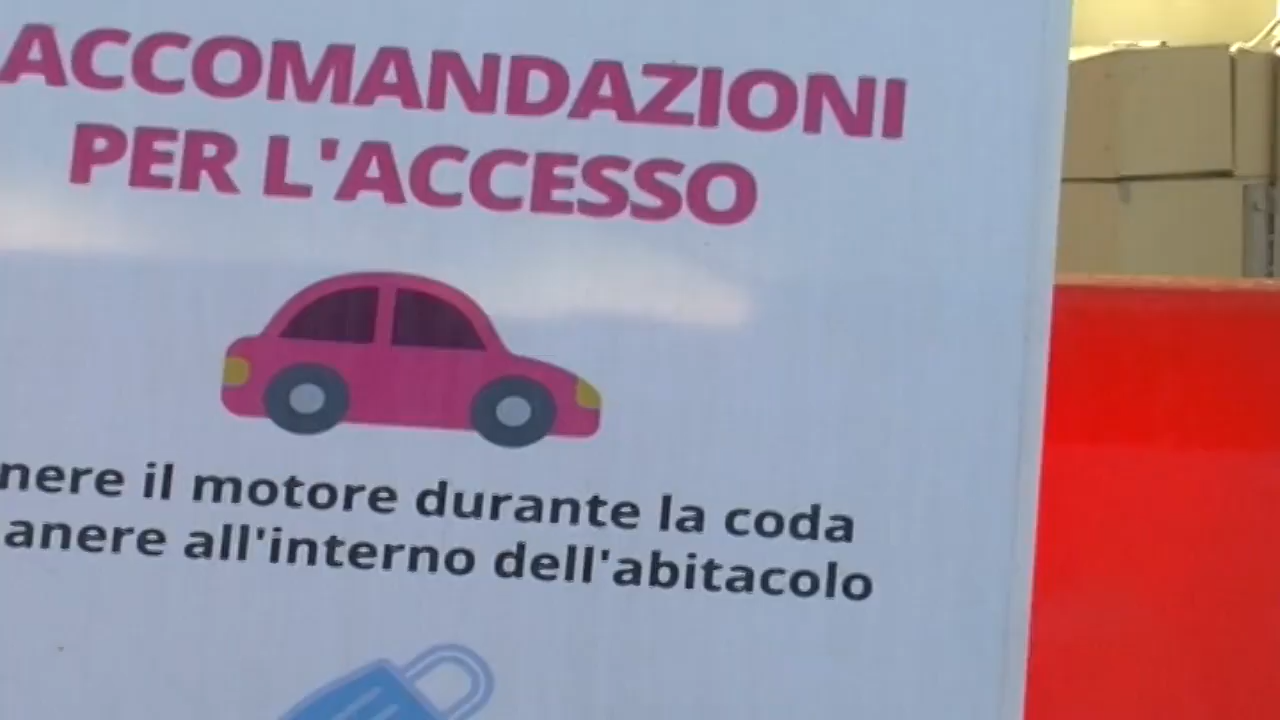 ACCOMANDAZIONI
PER L'ACCESSO
nere il motore durante la coda
anere all'interno dell'abitacolo